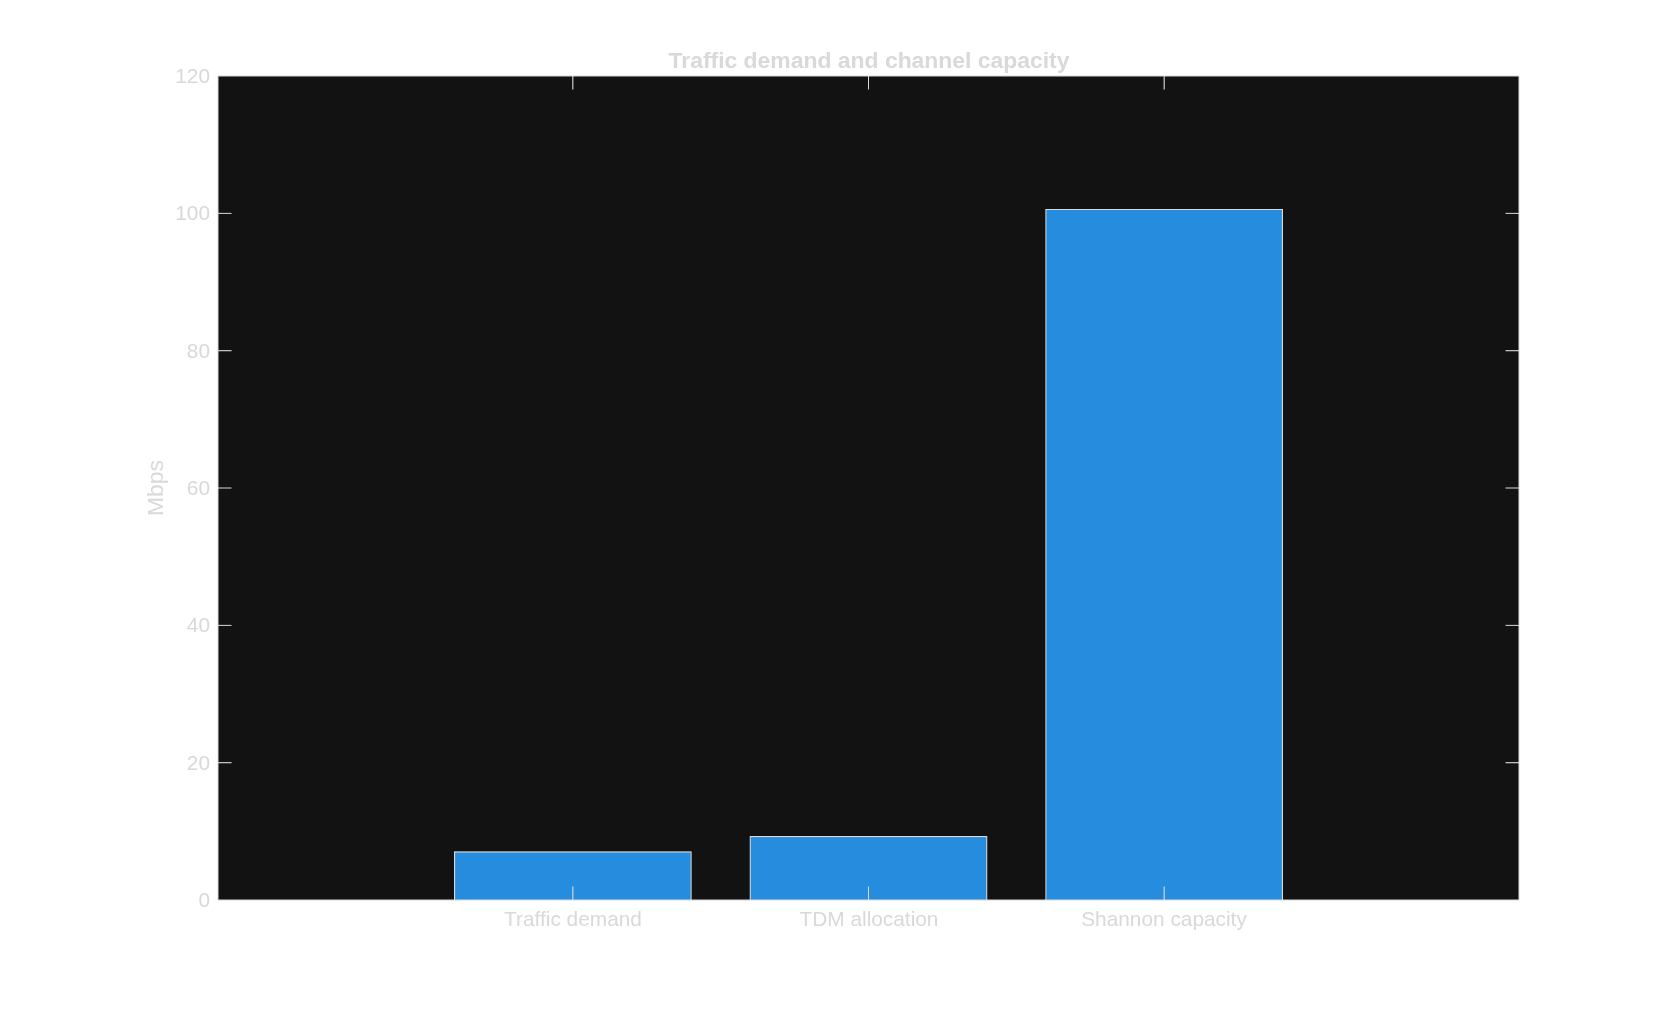 Traffic demand and channel capacity
120
100
80
60
40
20
0
Mbps
Traffic demand
TDM allocation
Shannon capacity